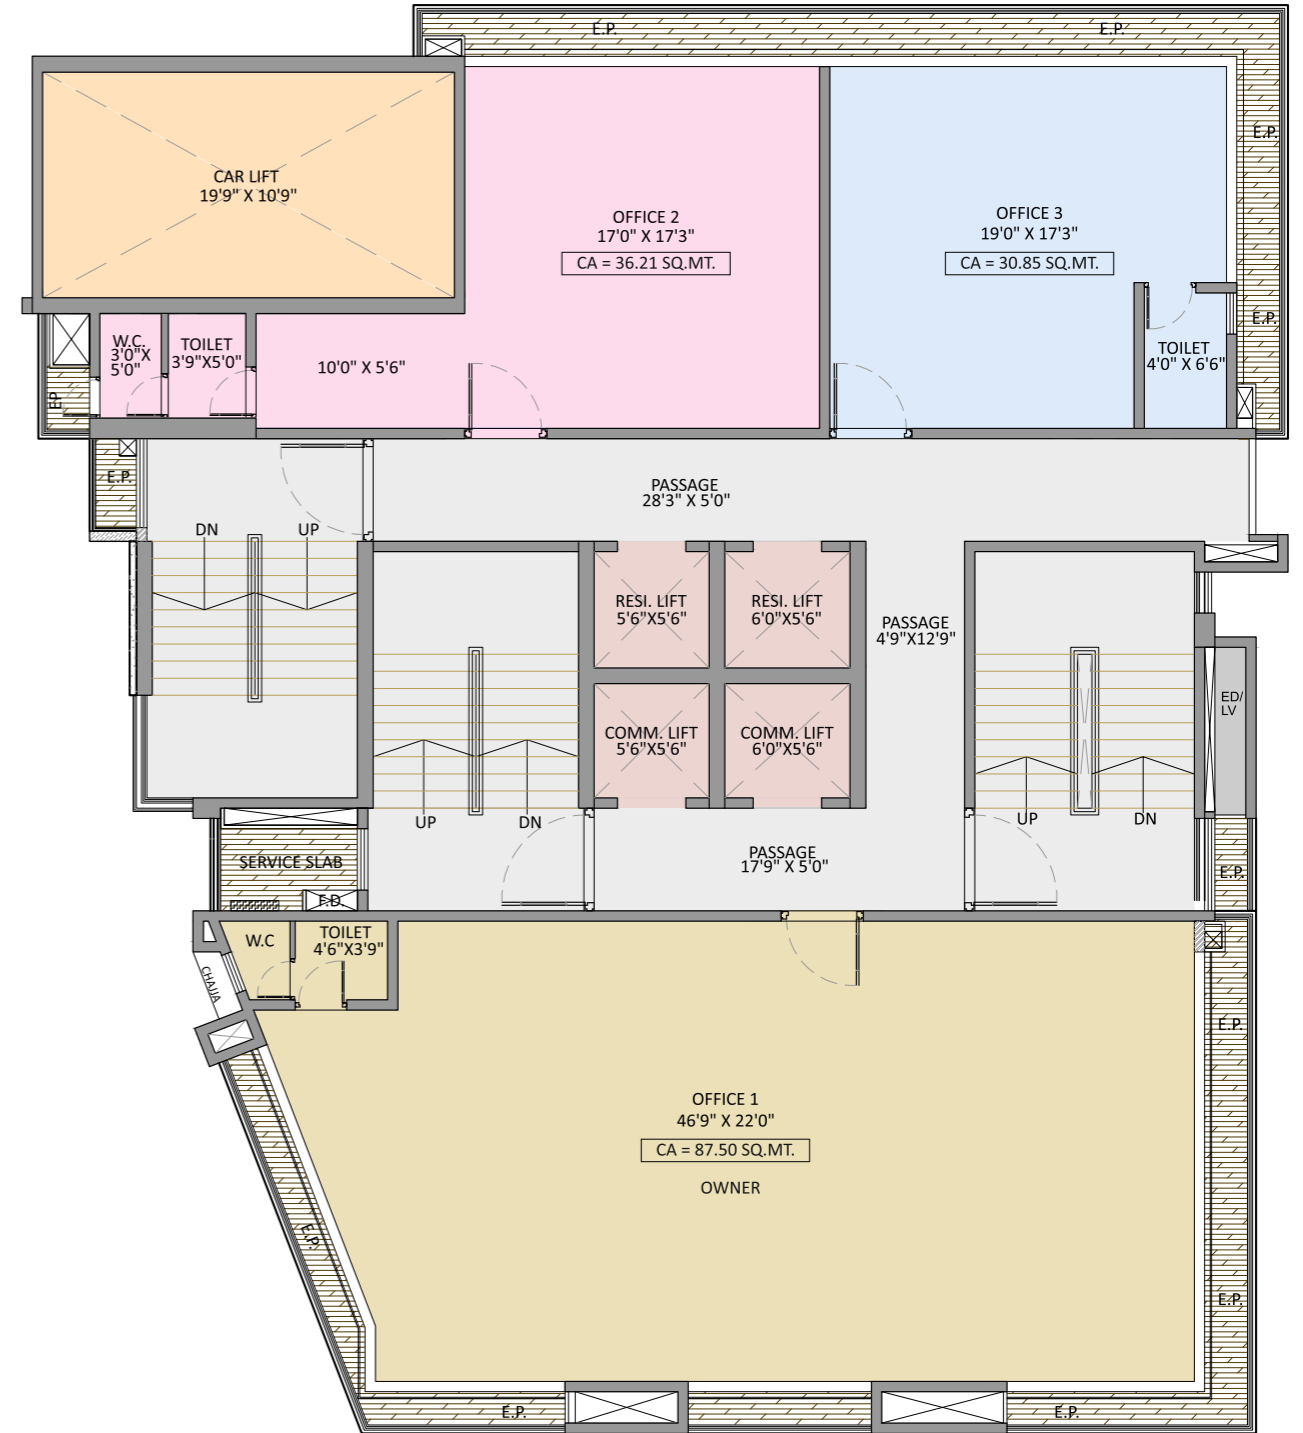 E.P.
E.P.
CAR LIFT
19'9" X 10'9"
E.P.
OFFICE 2
17'0" X 17'3"
CA = 36.21 SQ.MT.
OFFICE 3
19'0" X 17'3"
CA = 30.85 SQ.MT.
E.P.
W.C.
3'0"X
5'0"
TOILET
3'9"X5'0"
10'0" X 5'6"
TOILET
4'0" X 6'6"
EP
E.P.
PASSAGE
28'3" X 5'0"
DN
UP
RESI. LIFT
5'6"X5'6"
RESI. LIFT
6'0"X5'6"
PASSAGE
4'9"X12'9"
ED/
LV
COMM. LIFT
5'6"X5'6"
COMM. LIFT
6'0"X5'6"
UP
DN
UP
DN
SERVICE SLAB
PASSAGE
17'9" X 5'0"
E.P.
F.D.
W.C
TOILET
4'6"X3'9"
CHAJJA
E.P.
OFFICE 1
46'9" X 22'0"
CA = 87.50 SQ.MT.
OWNER
E.P.
E.P.
E.P.
E.P.